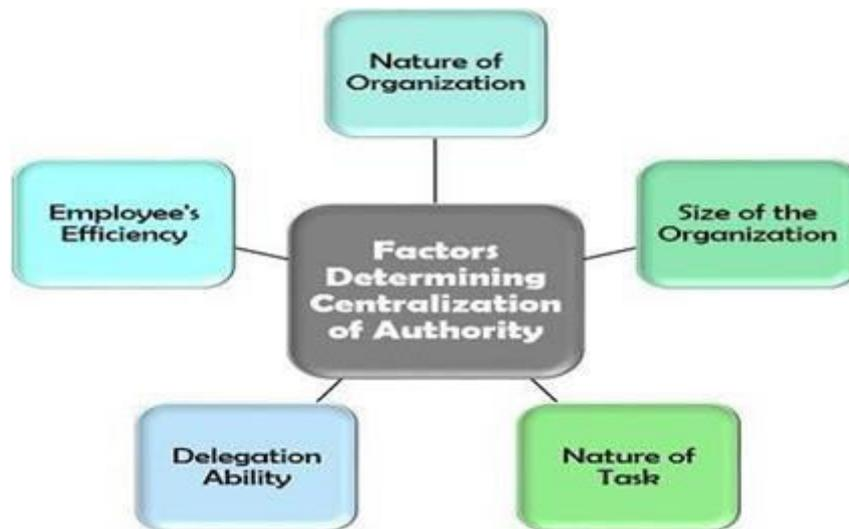 Nature of
Organization
Employee's
Efficiency
Size of the
Organization
Factors
Determining
Centralization
of Authority
Delegation
Ability
Nature of
Task